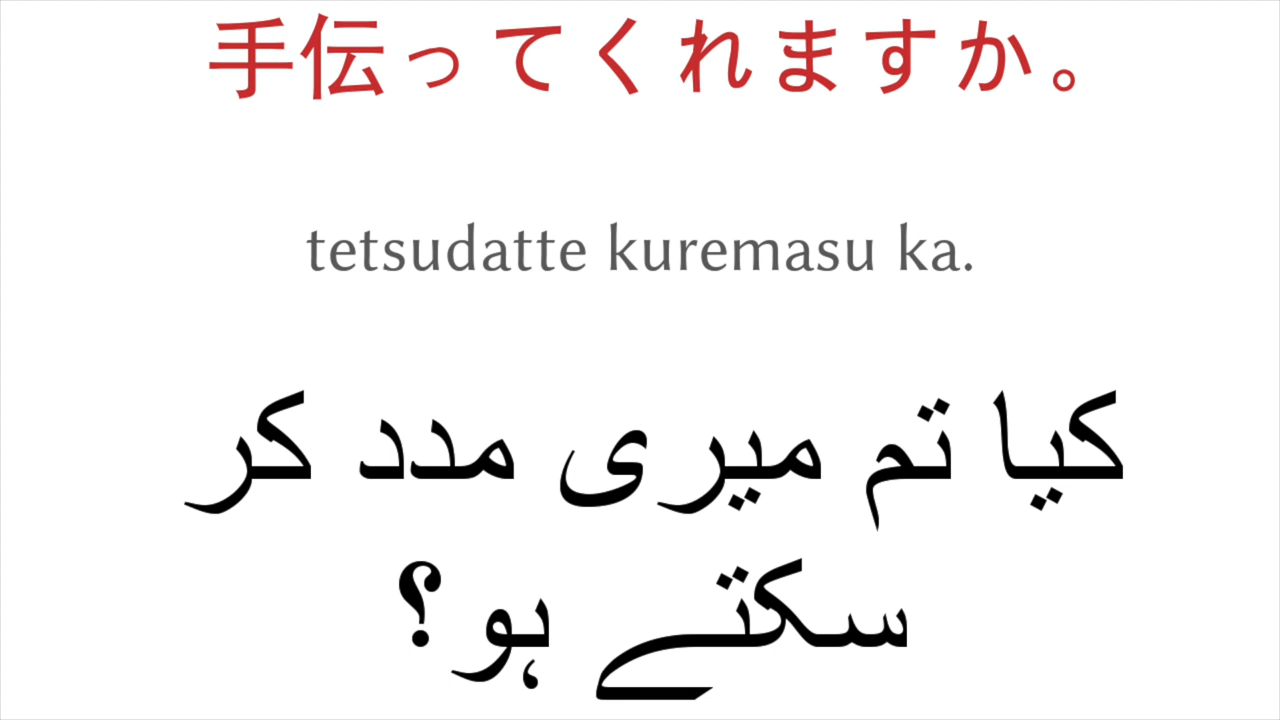 手伝ってくれますか。
tetsudatte kuremasu ka.
کیا تم میری مدد کر
سکتے ہو؟